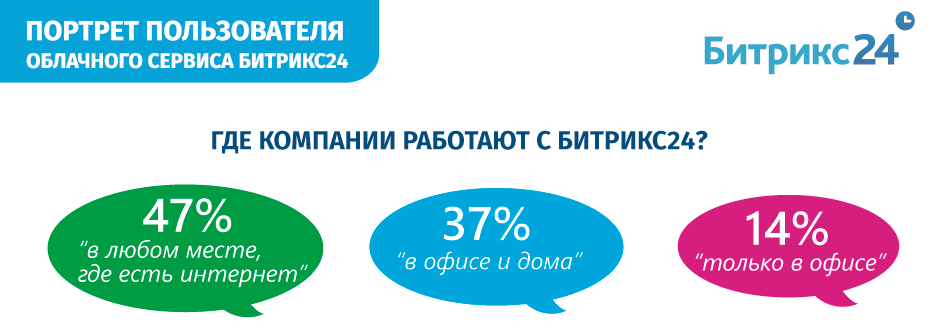 ПОРТРЕТ ПОЛЬЗОВАТЕЛЯ
ОБЛАЧНОГО СЕРВИСА БИТРИКС24
Битрикс24
ГДЕ КОМПАНИИ РАБОТАЮТ С БИТРИКС24?
47%
“в любом месте,
где есть интернет”
37%
“в офисе и дома”
14%
“только в офисе”